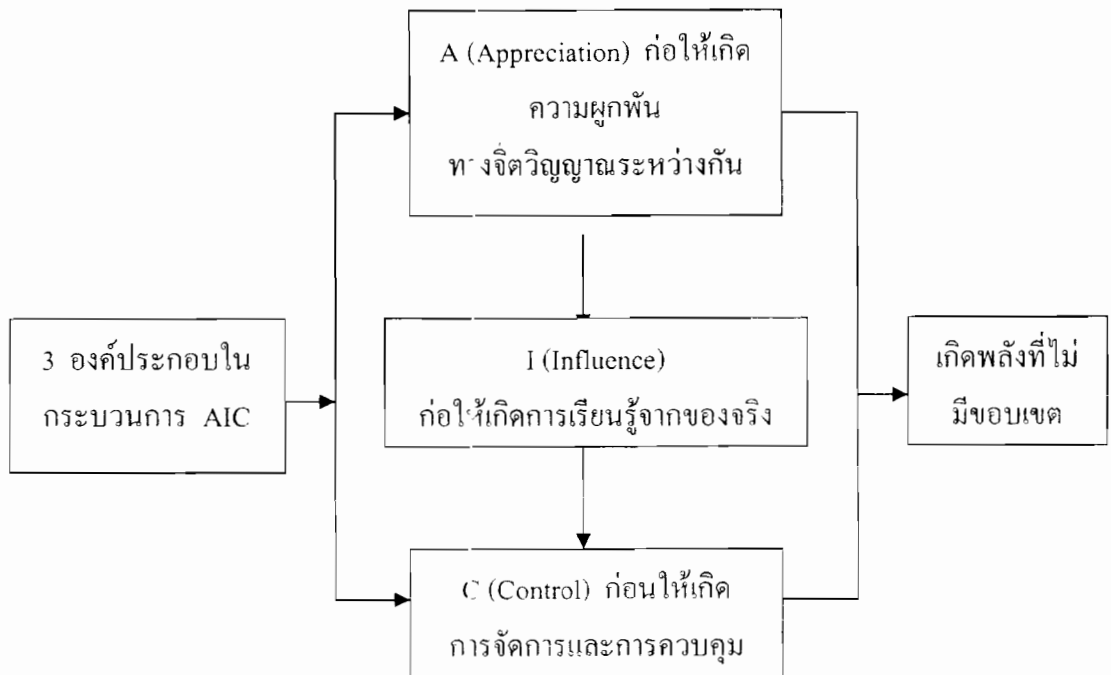 A (Appreciation) ก่อให้เกิด
ความผูกพัน
ทางจิตวิญญาณระหว่างกัน
3 องค์ประกอบใน
กระบวนการ AIC
I (Influence)
ก่อให้เกิดการเรียนรู้จากของจริง
เกิดพลังที่ไม่
มีขอบเขต
C (Control) ก่อนให้เกิด
การจัดการและการควบคุม